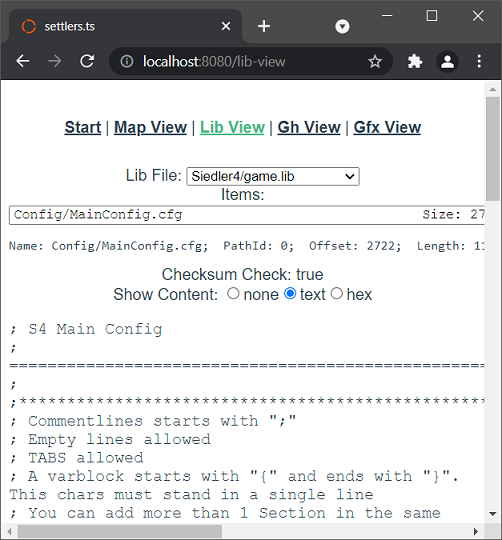 settlers.ts
localhost:8080/lib-view
Start | Map View | Lib View | Gh View | Gfx View
Lib File: Siedler4/game.lib
Items:
Config/MainConfig.cfg Size: 27
Name: Config/MainConfig.cfg; PathId: 0; Offset: 2722; Length: 11
Checksum Check: true
Show Content: none text hex
; S4 Main Config
;
==================================================
;
;*************************************************
; Commentlines starts with ";"
; Empty lines allowed
; TABS allowed
; A varblock starts with "{" and ends with "}".
This chars must stand in a single line
; You can add more than 1 Section in the same